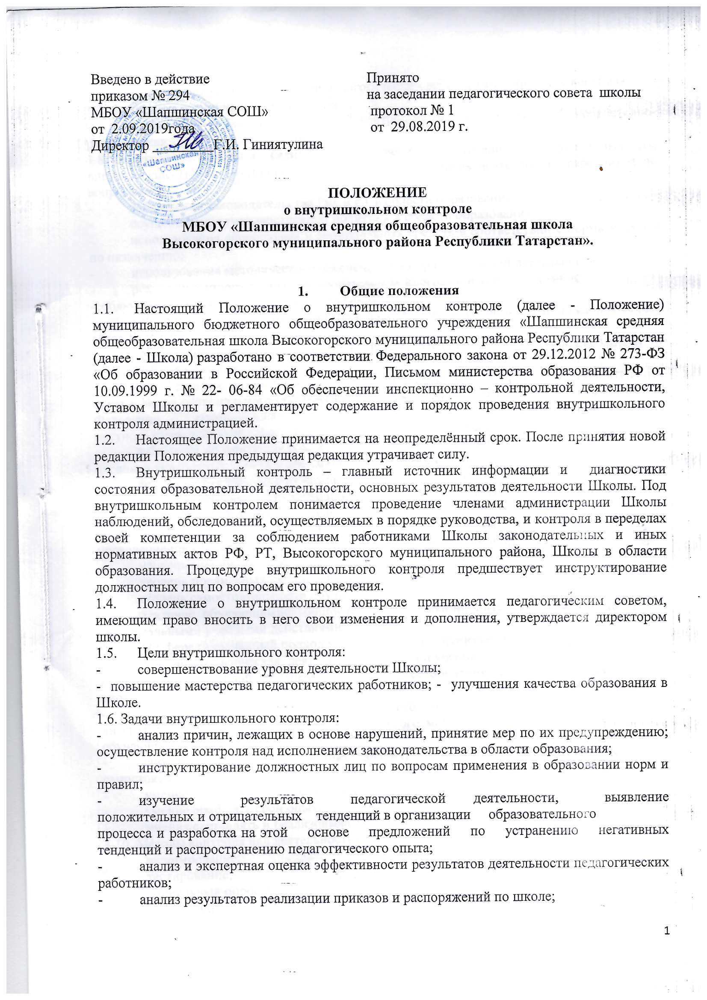 Введено в действие
приказом № 294
МБОУ «Шапшинская СОШ»
от 2.09.2019года
Директор _________Г.И. Гиниятулина
Принято
на заседании педагогического совета школы
протокол № 1
от 29.08.2019 г.
МБОУ
«Шапшинская
СОШ»
ПОЛОЖЕНИЕ
о внутришкольном контроле
МБОУ «Шапшинская средняя общеобразовательная школа
Высокогорского муниципального района Республики Татарстан».
1. Общие положения
1.1. Настоящий Положение о внутришкольном контроле (далее - Положение)
муниципального бюджетного общеобразовательного учреждения «Шапшинская средняя
общеобразовательная школа Высокогорского муниципального района Республики Татарстан
(далее - Школа) разработано в соответствии Федерального закона от 29.12.2012 № 273-ФЗ
«Об образовании в Российской Федерации, Письмом министерства образования РФ от
10.09.1999 г. № 22- 06-84 «Об обеспечении инспекционно – контрольной деятельности,
Уставом Школы и регламентирует содержание и порядок проведения внутришкольного
контроля администрацией.
1.2. Настоящее Положение принимается на неопределённый срок. После принятия новой
редакции Положения предыдущая редакция утрачивает силу.
1.3. Внутришкольный контроль – главный источник информации и диагностики
состояния образовательной деятельности, основных результатов деятельности Школы. Под
внутришкольным контролем понимается проведение членами администрации Школы
наблюдений, обследований, осуществляемых в порядке руководства, и контроля в переделах
своей компетенции за соблюдением работниками Школы законодательных и иных
нормативных актов РФ, РТ, Высокогорского муниципального района, Школы в области
образования. Процедуре внутришкольного контроля предшествует инструктирование
должностных лиц по вопросам его проведения.
1.4. Положение о внутришкольном контроле принимается педагогическим советом,
имеющим право вносить в него свои изменения и дополнения, утверждается директором
школы.
1.5. Цели внутришкольного контроля:
- совершенствование уровня деятельности Школы;
- повышение мастерства педагогических работников; - улучшения качества образования в
Школе.
1.6. Задачи внутришкольного контроля:
- анализ причин, лежащих в основе нарушений, принятие мер по их предупреждению;
осуществление контроля над исполнением законодательства в области образования;
- инструктирование должностных лиц по вопросам применения в образовании норм и
правил;
- изучение результатов педагогической деятельности, выявление
положительных и отрицательных тенденций в организации образовательного
процесса и разработка на этой основе предложений по устранению негативных
тенденций и распространению педагогического опыта;
- анализ и экспертная оценка эффективности результатов деятельности педагогических
работников;
- анализ результатов реализации приказов и распоряжений по школе;
1